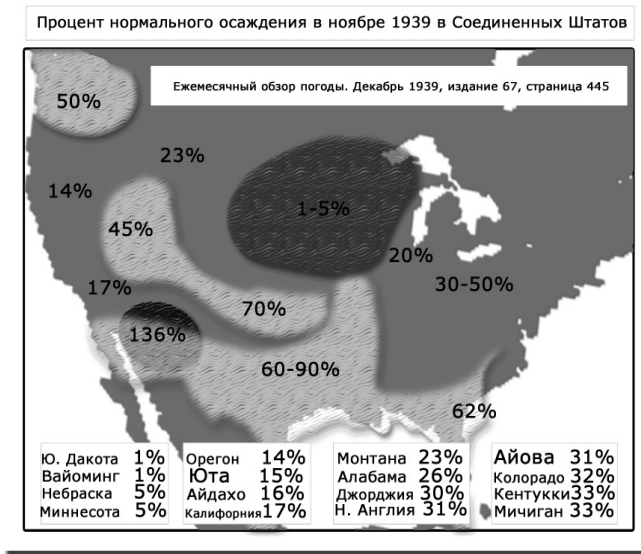 Процент нормального осаждения в ноябре 1939 в Соединенных Штатов
Ежемесячный обзор погоды. Декабрь 1939, издание 67, страница 445
50%
23%
14%
1-5%
45%
20%
17%
30-50%
70%
136%
60-90%
62%
Ю. Дакота 1%
Вайоминг 1%
Небраска 5%
Миннесота 5%
Орегон 14%
Юта 15%
Айдахо 16%
Калифорния 17%
Монтана 23%
Алабама 26%
Джорджия 30%
Н. Англия 31%
Айова 31%
Колорадо 32%
Кентукки 33%
Мичиган 33%